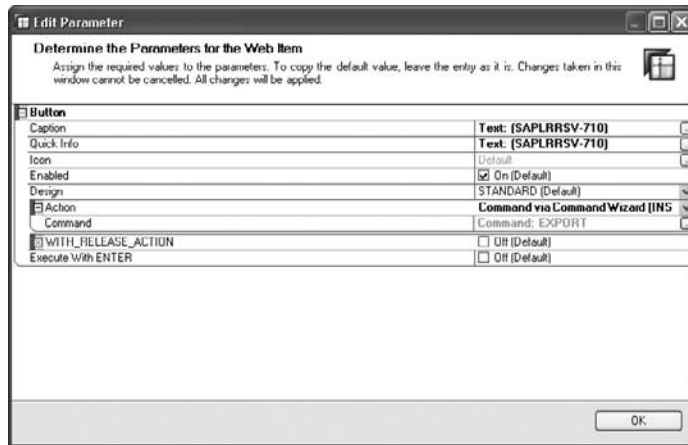 Edit Parameter
Determine the Parameters for the Web Item
Assign the required values to the parameters. To copy the default value, leave the entry as it is. Changes taken in this
window cannot be cancelled. All changes will be applied.
Button
Caption Text: (SAPLRRSV-710)
Quick Info Text: (SAPLRRSV-710)
Icon Default
Enabled On (Default)
Design STANDARD (Default)
Action Command via Command Wizard [INS
Command Command: EXPORT
WITH_RELEASE_ACTION Off (Default)
Execute With ENTER Off (Default)
OK